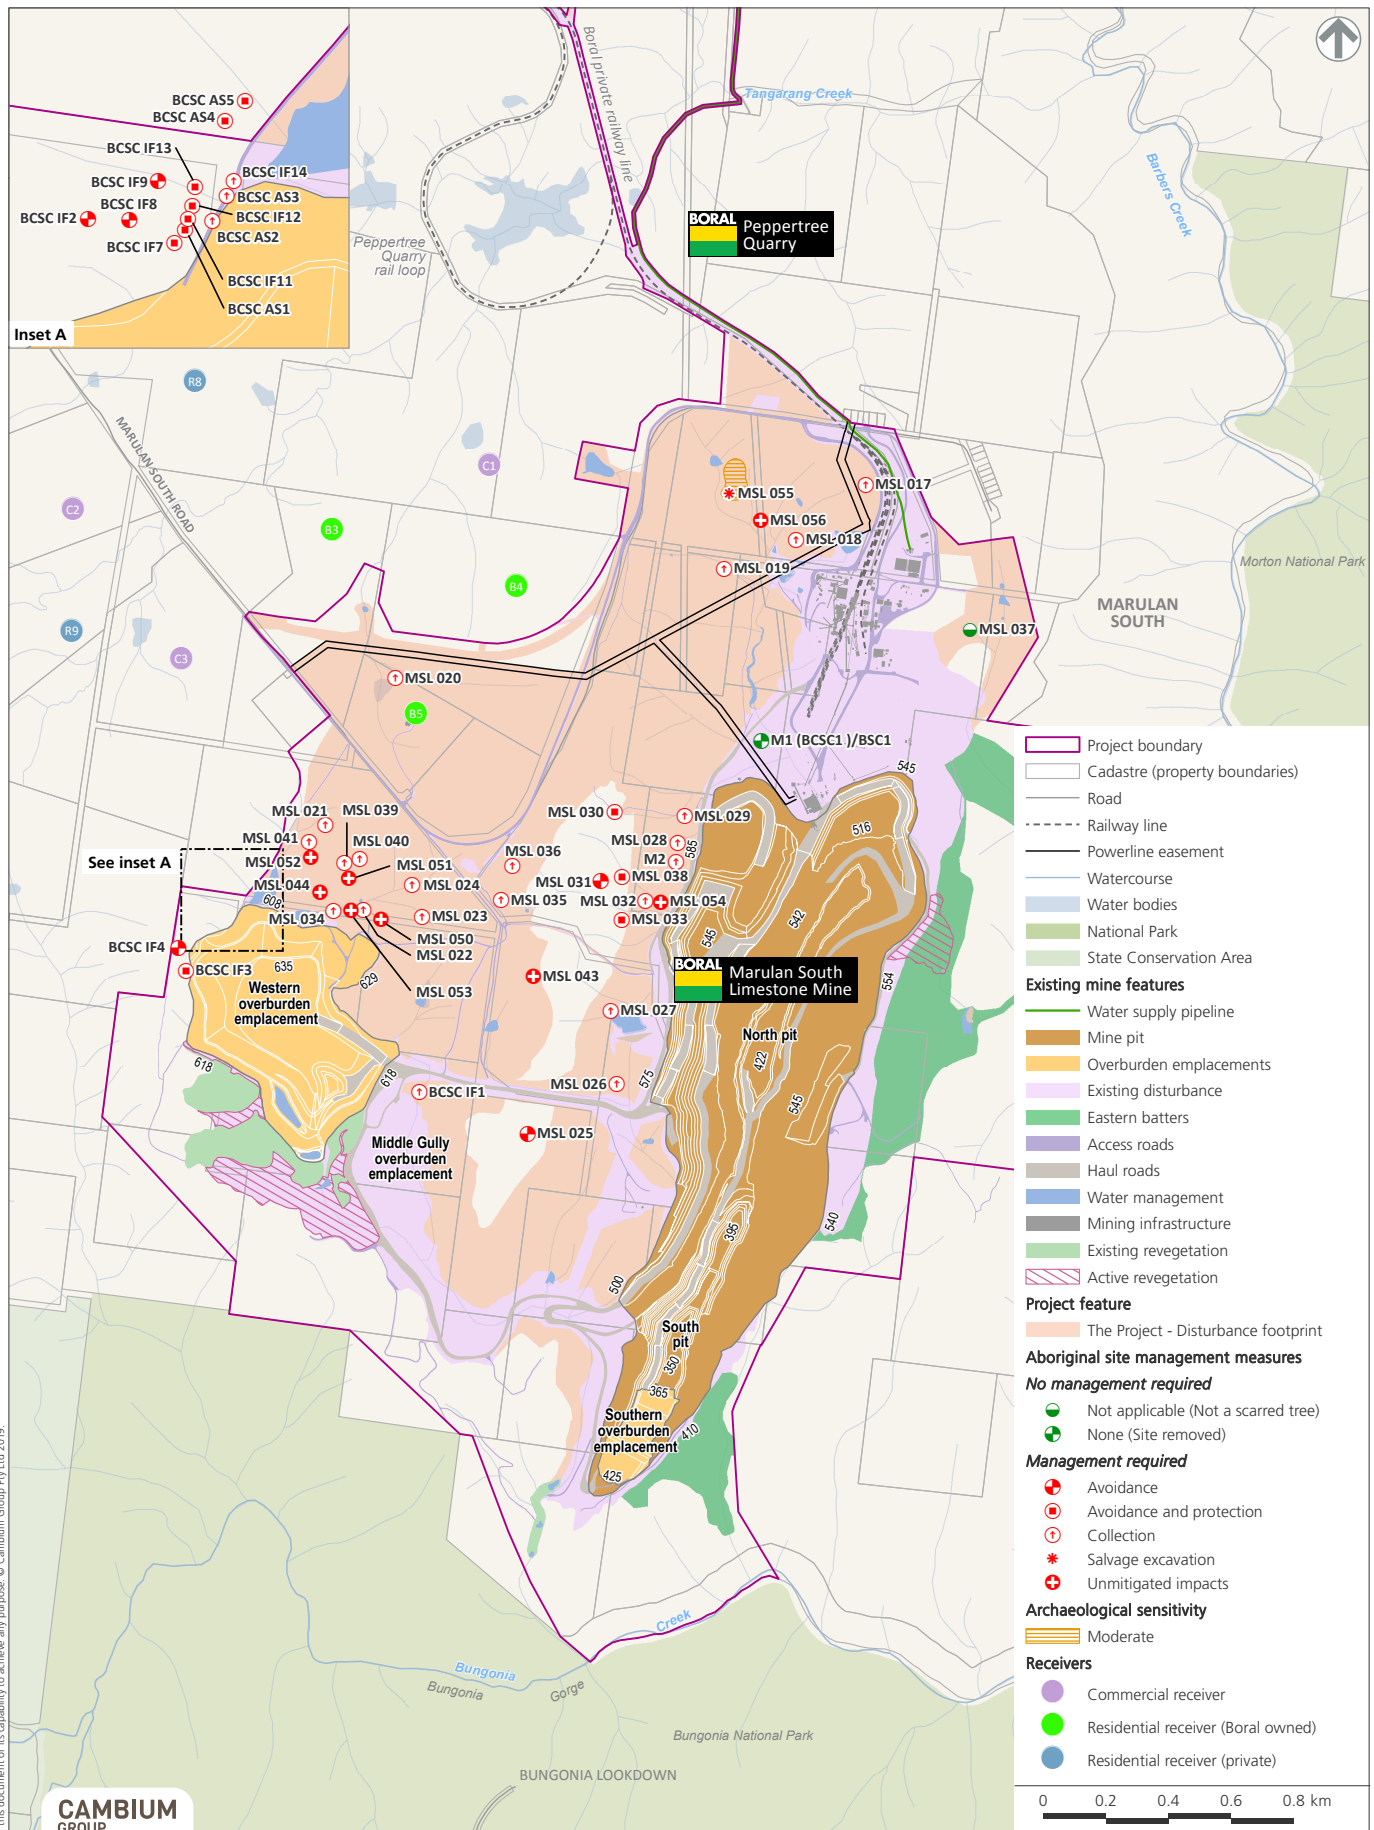 BCSC AS5
BCSC AS4
BCSC IF13
BCSC IF9
BCSC IF14
BCSC IF8
BCSC AS3
BCSC IF2
BCSC IF12
BCSC AS2
BCSC IF7
BCSC IF11
BCSC AS1
Inset A
Boral private railway line
Tangarang Creek
Barbers Creek
Peppertree
Quarry
rail loop
BORAL
Peppertree
Quarry
R8
MARULAN SOUTH ROAD
C1
C2
B3
B4
R9
C3
B5
MSL 017
MSL 055
MSL 056
MSL 018
MSL 019
MSL 037
MSL 020
Morton National Park
MARULAN
SOUTH
M1 (BCSC1 )/BSC1
545
516
MSL 021
MSL 039
MSL 041
MSL 040
MSL 052
MSL 051
See inset A
MSL 044
608
MSL 024
MSL 034
MSL 023
MSL 050
MSL 022
MSL 053
MSL 036
MSL 035
MSL 030
MSL 029
MSL 028
585
M2
MSL 031
MSL 038
MSL 032
MSL 054
MSL 033
542
545
554
BCSC IF4
BCSC IF3
635
629
Western
overburden
emplacement
MSL 043
BORAL
Marulan South
Limestone Mine
MSL 027
North pit
422
618
618
BCSC IF1
MSL 026
575
545
MSL 025
Middle Gully
overburden
emplacement
395
540
500
South
pit
350
365
Southern
overburden
emplacement
410
425
Creek
Bungonia
Bungonia
Gorge
Bungonia National Park
BUNGONIA LOOKDOWN
CAMBIUM
GROUP
this document or its capability to achieve any purpose. © Cambium Group Pty Ltd 2019.
Project boundary
Cadastre (property boundaries)
Road
Railway line
Powerline easement
Watercourse
Water bodies
National Park
State Conservation Area
Existing mine features
Water supply pipeline
Mine pit
Overburden emplacements
Existing disturbance
Eastern batters
Access roads
Haul roads
Water management
Mining infrastructure
Existing revegetation
Active revegetation
Project feature
The Project - Disturbance footprint
Aboriginal site management measures
No management required
Not applicable (Not a scarred tree)
None (Site removed)
Management required
Avoidance
Avoidance and protection
Collection
Salvage excavation
Unmitigated impacts
Archaeological sensitivity
Moderate
Receivers
Commercial receiver
Residential receiver (Boral owned)
Residential receiver (private)
0 0.2 0.4 0.6 0.8 km